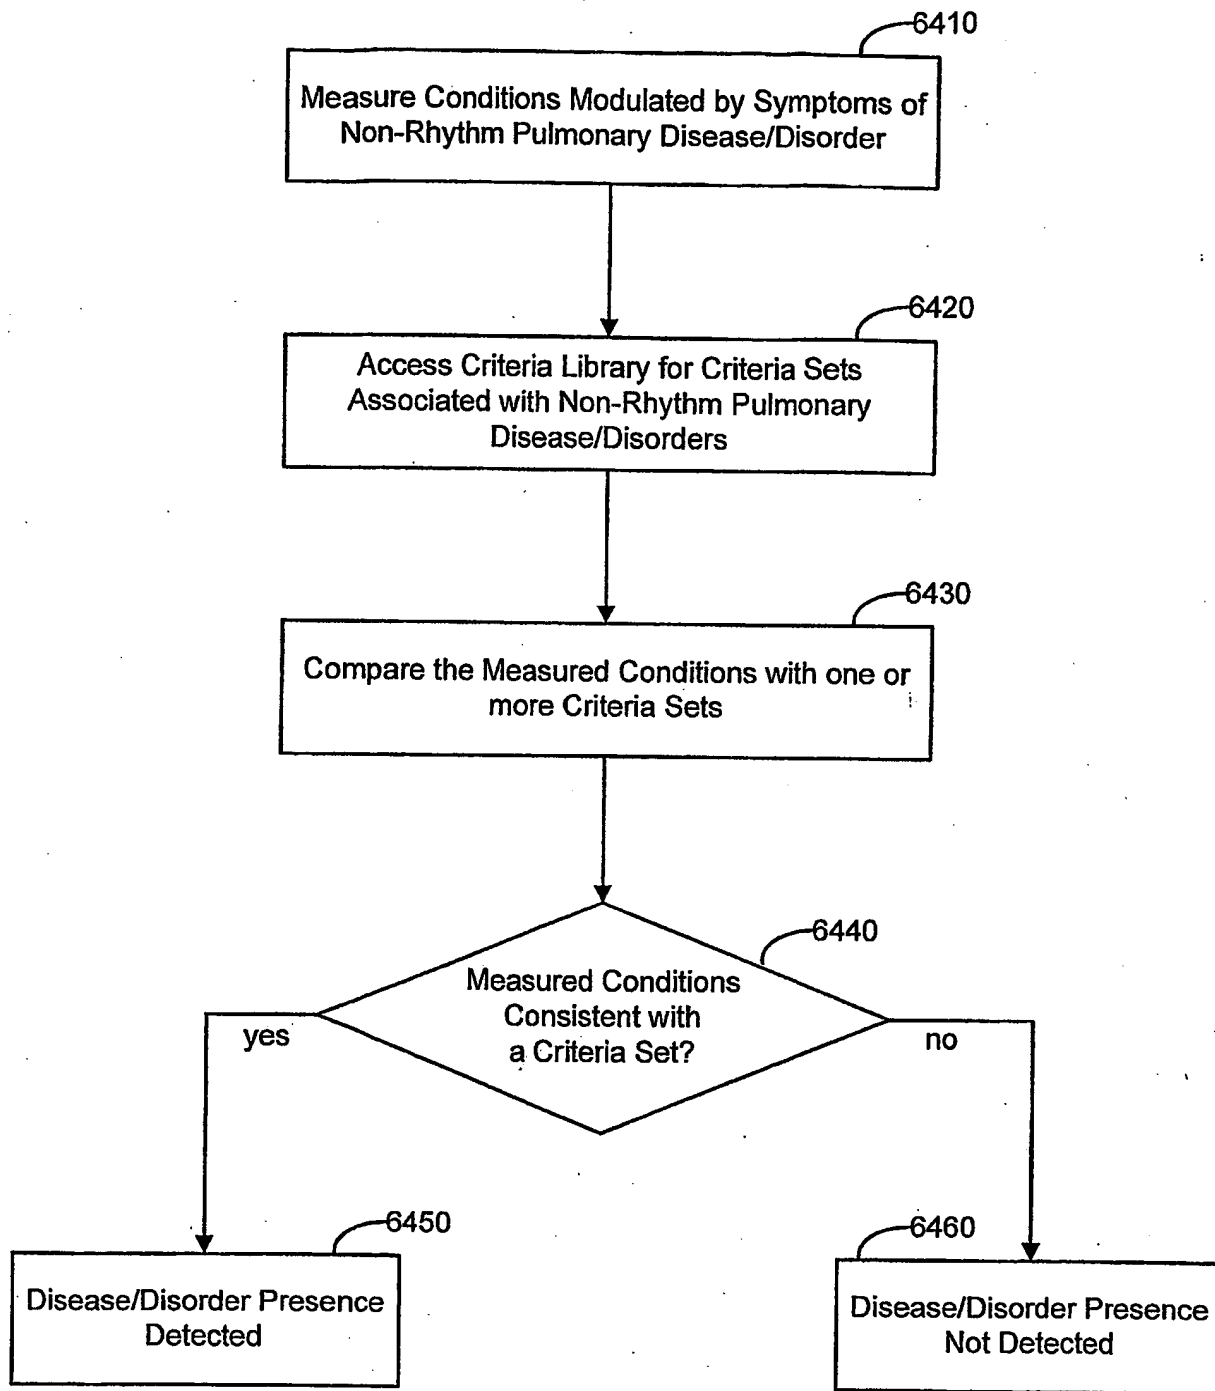 6410
Measure Conditions Modulated by Symptoms of
Non-Rhythm Pulmonary Disease/Disorder
6420
Access Criteria Library for Criteria Sets
Associated with Non-Rhythm Pulmonary
Disease/Disorders
6430
Compare the Measured Conditions with one or
more Criteria Sets
6440
Measured Conditions
Consistent with
a Criteria Set?
yes
no
6450
Disease/Disorder Presence
Detected
6460
Disease/Disorder Presence
Not Detected